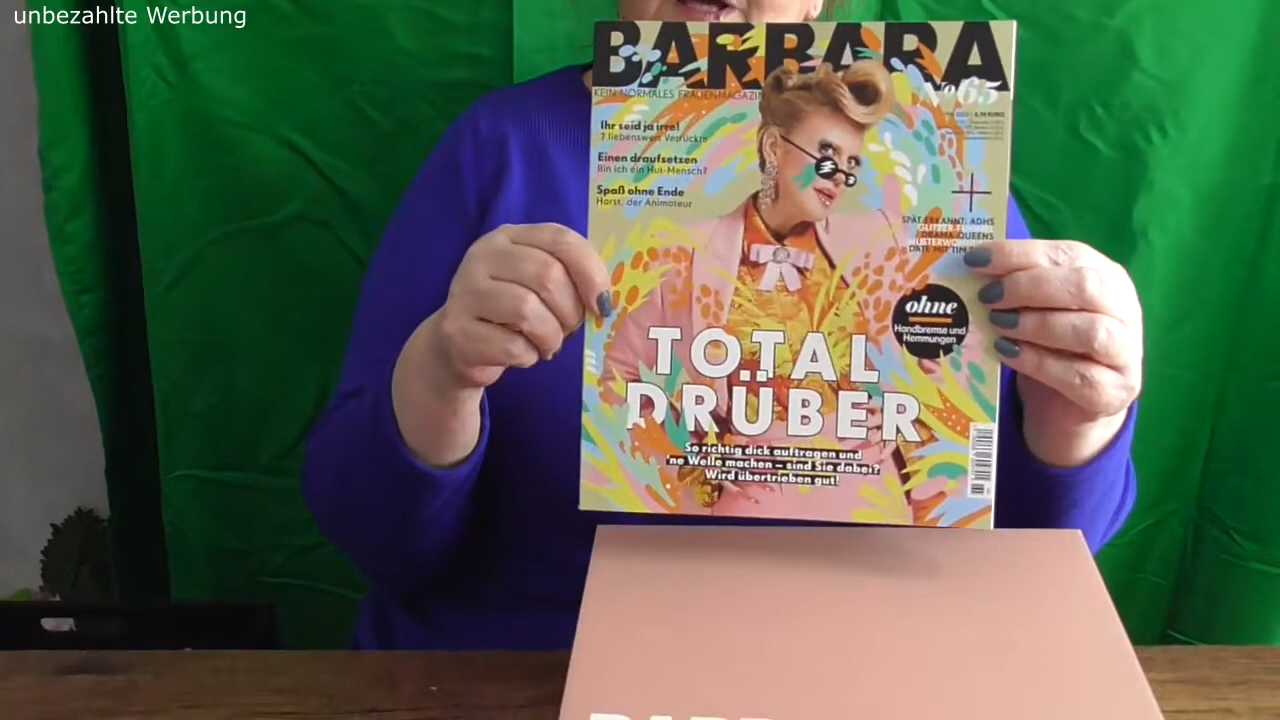 unbezahlte Werbung
BARBARA
KEIN NORMALES FRAUENMAGAZIN
No 65
Ihr seid ja irre!
7 liebenswert Verrückte
Einen draufsetzen
Bin ich ein Hut-Mensch?
Spaß ohne Ende
Horst, der Animateur
SPÄT ERKANNT: ADHS
DRAMA-QUEENS
ohne
Handbremse und
Hemmungen
TOTAL
DRÜBER
So richtig dick auftragen und
'ne Welle machen – sind Sie dabei?
Wird übertrieben gut!